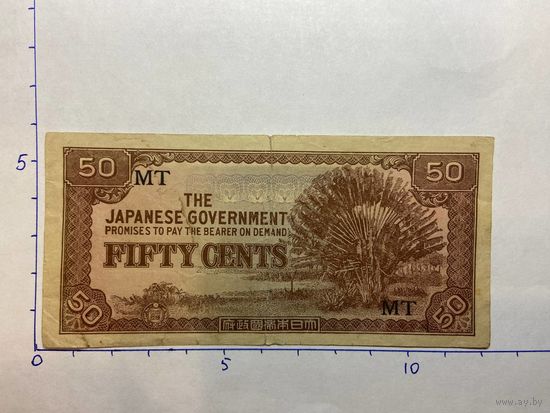 5
50
50
MT
THE
JAPANESE GOVERNMENT
PROMISES TO PAY THE BEARER ON DEMAND
FIFTY CENTS
MT
50
50
府政國帝本日大
0
5
10
www.ay.by